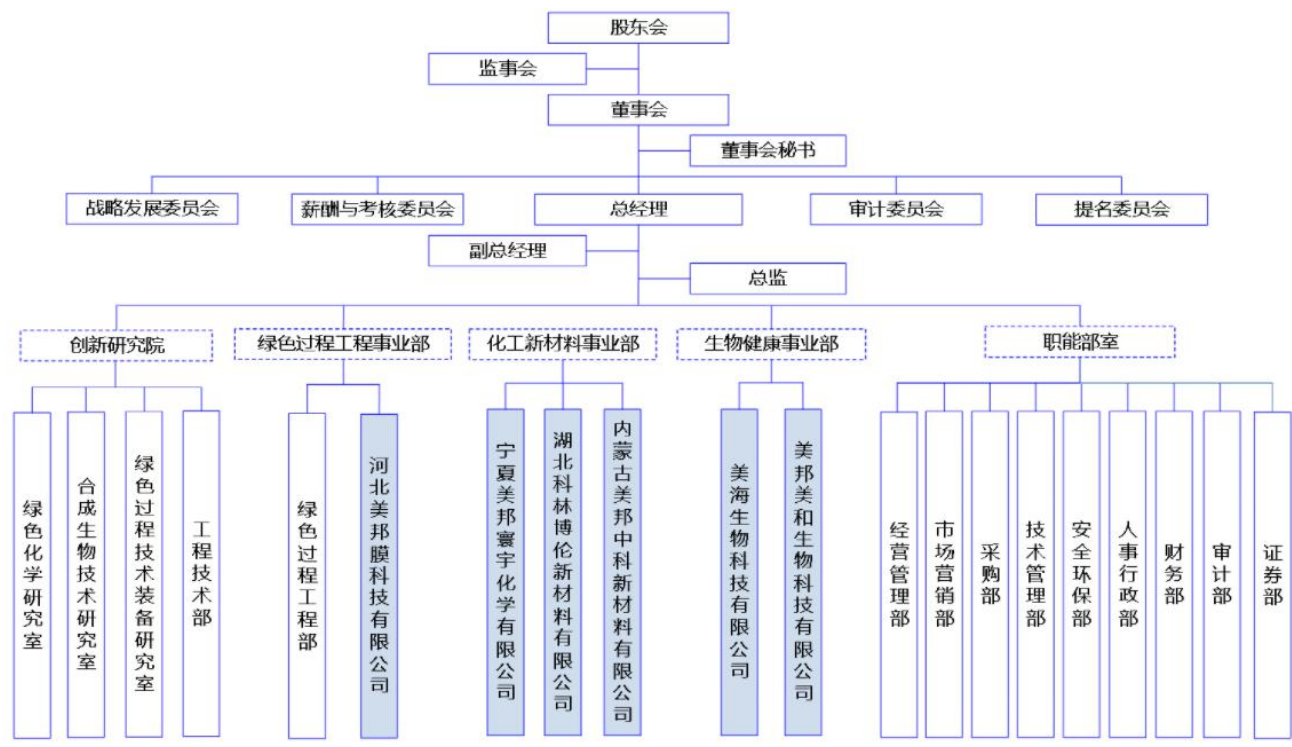 股东会
监事会
董事会
董事会秘书
战略发展委员会
薪酬与考核委员会
总经理
审计委员会
提名委员会
副总经理
总监
创新研究院
绿色过程工程事业部
化工新材料事业部
生物健康事业部
职能部室
绿色化学研究室
合成生物技术研究室
绿色过程技术装备研究室
工程技术部
绿色过程工程部
河北美邦膜科技有限公司
宁夏美邦寰宇化学有限公司
湖北科林博伦新材料有限公司
内蒙古美邦中科新材料有限公司
美海生物科技有限公司
美邦美和生物科技有限公司
经营管理部
市场营销部
采购部
技术管理部
安全环保部
人事行政部
财务部
审计部
证券部